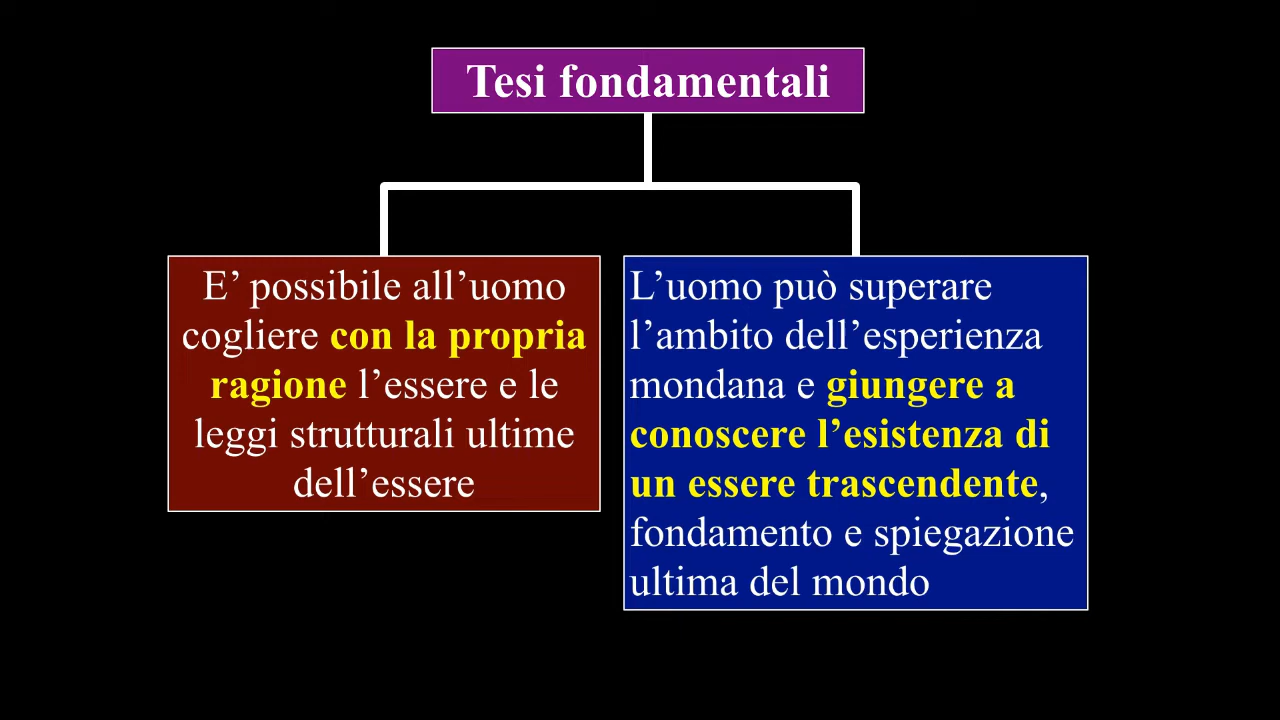 Tesi fondamentali
E’ possibile all’uomo
cogliere con la propria
ragione l’essere e le
leggi strutturali ultime
dell’essere
L’uomo può superare
l’ambito dell’esperienza
mondana e giungere a
conoscere l’esistenza di
un essere trascendente,
fondamento e spiegazione
ultima del mondo